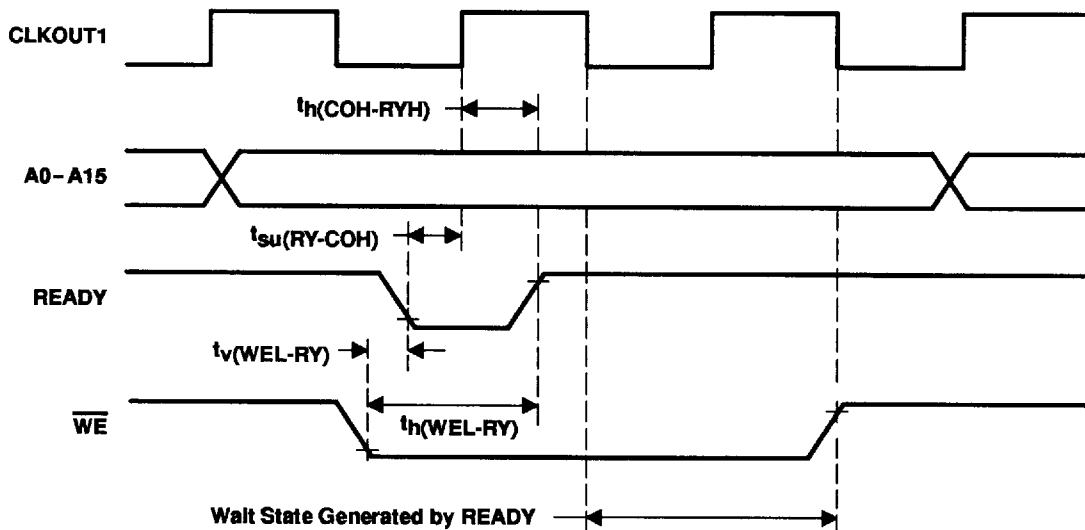 CLKOUT1
th(COH-RYH)
A0–A15
tsu(RY-COH)
READY
tv(WEL-RY)
th(WEL-RY)
WE
Wait State Generated by READY